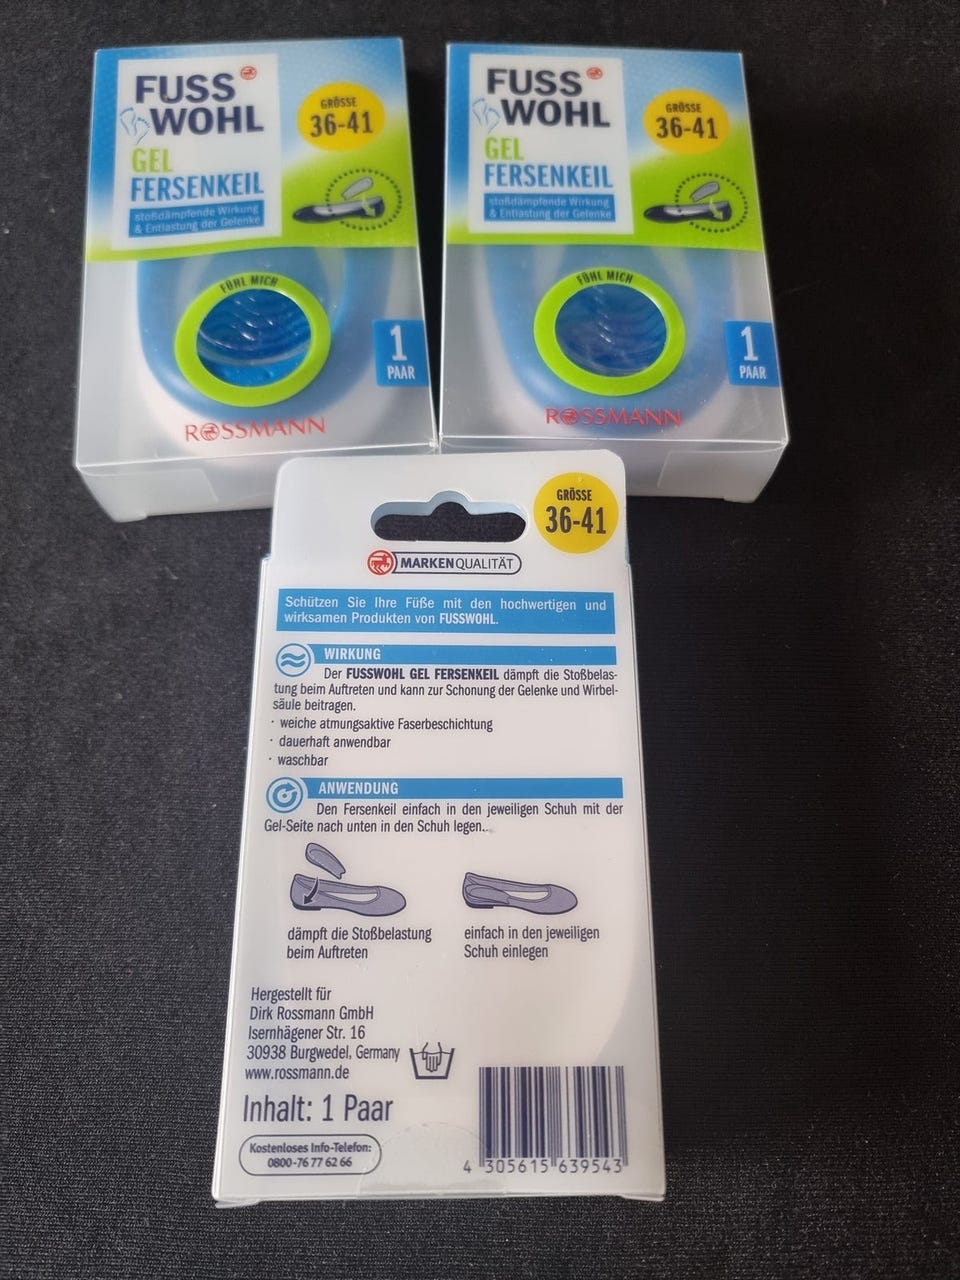 FUSS
WOHL
GEL
FERSENKEIL
stoßdämpfende Wirkung
& Entlastung der Gelenke
GRÖSSE
36-41
FÜHL MICH
1
PAAR
ROSSMANN
FUSS
WOHL
GEL
FERSENKEIL
stoßdämpfende Wirkung
& Entlastung der Gelenke
GRÖSSE
36-41
FÜHL MICH
1
PAAR
ROSSMANN
GRÖSSE
36-41
MARKENQUALITÄT
Schützen Sie Ihre Füße mit den hochwertigen und
wirksamen Produkten von FUSSWOHL.
WIRKUNG
Der FUSSWOHL GEL FERSENKEIL dämpft die Stoßbelas-
tung beim Auftreten und kann zur Schonung der Gelenke und Wirbel-
säule beitragen.
· weiche atmungsaktive Faserbeschichtung
· dauerhaft anwendbar
· waschbar
ANWENDUNG
Den Fersenkeil einfach in den jeweiligen Schuh mit der
Gel-Seite nach unten in den Schuh legen.
dämpft die Stoßbelastung
beim Auftreten
einfach in den jeweiligen
Schuh einlegen
Hergestellt für
Dirk Rossmann GmbH
Isernhägener Str. 16
30938 Burgwedel, Germany
www.rossmann.de
Inhalt: 1 Paar
Kostenloses Info-Telefon:
0800-76 77 62 66
4 305615 639543